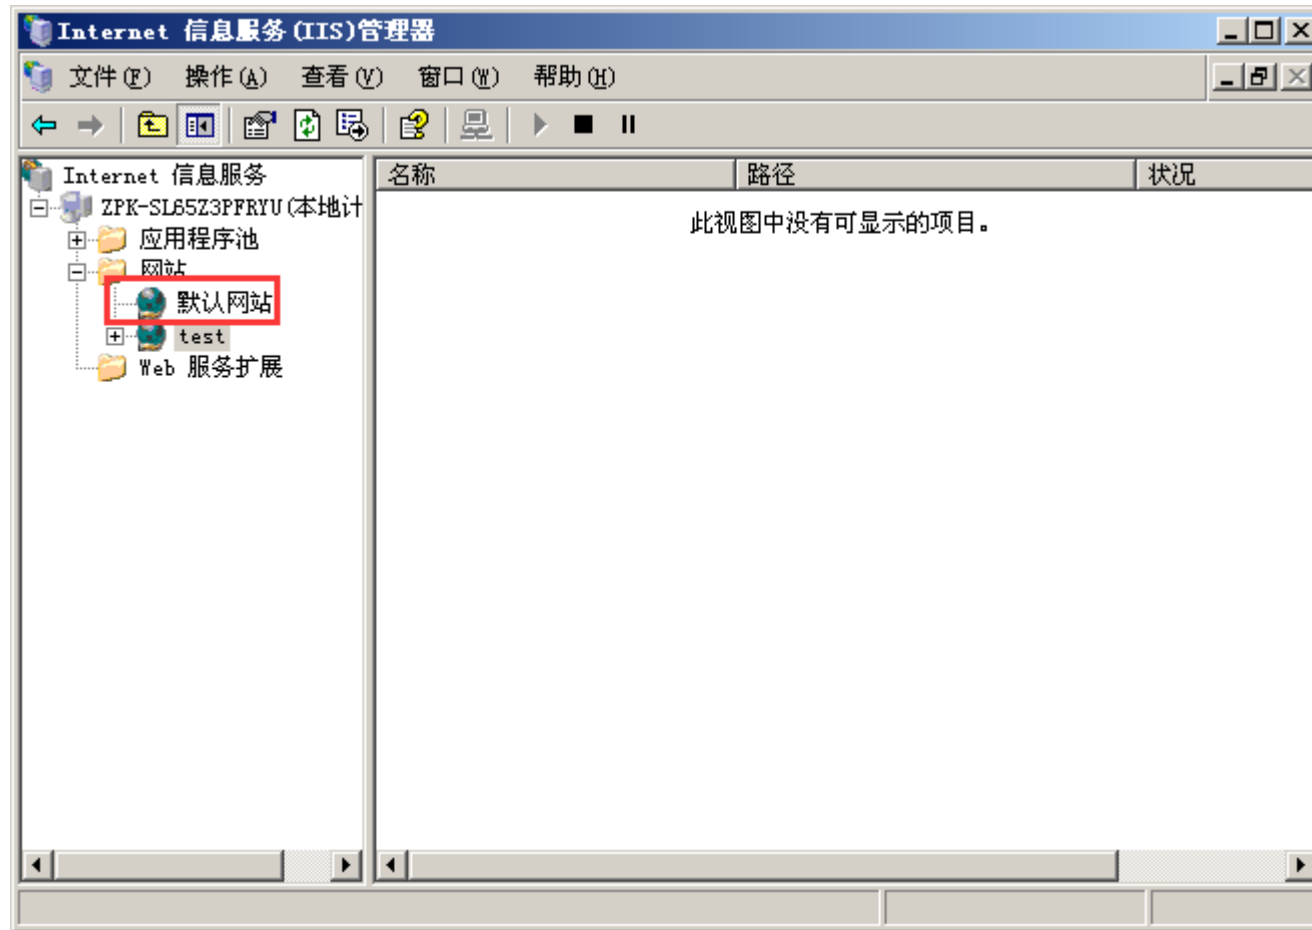 Internet 信息服务(IIS)管理器
文件(F) 操作(A) 查看(V) 窗口(W) 帮助(H)
Internet 信息服务
ZPK-SL65Z3PFRYU(本地计
应用程序池
网站
默认网站
test
Web 服务扩展
名称 路径 状况
此视图中没有可显示的项目。